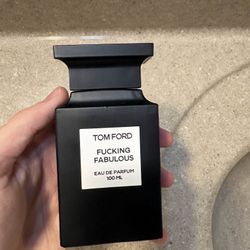 TOM FORD
FUCKING
FABULOUS
EAU DE PARFUM
100 ML